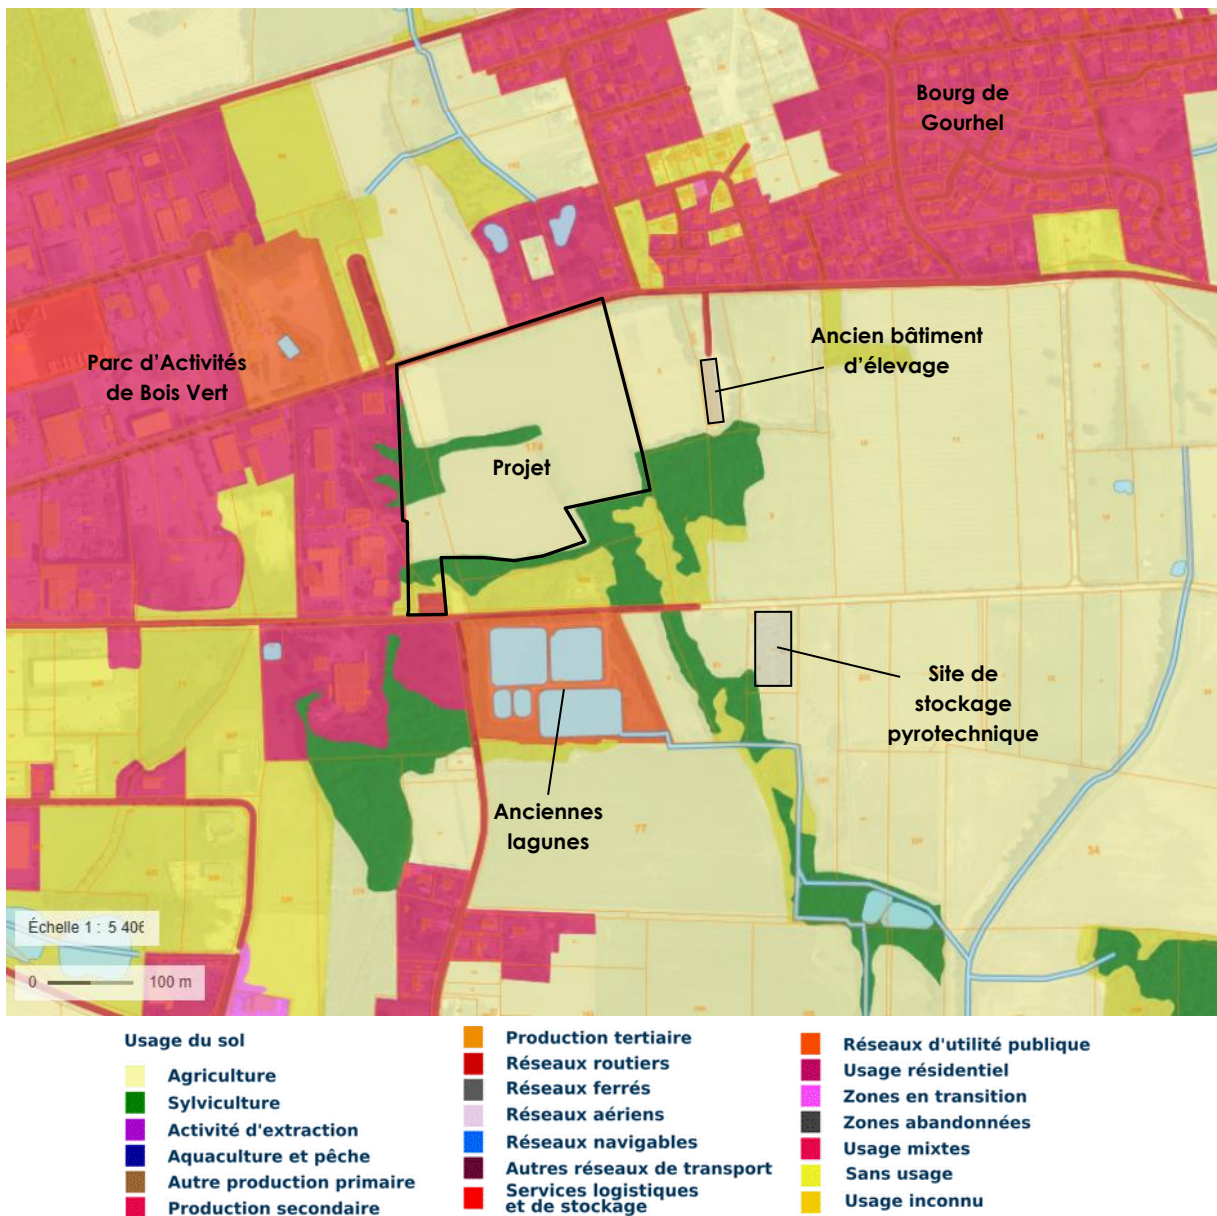 Bourg de
Gourhel
Ancien bâtiment
d'élevage
Parc d'Activités
de Bois Vert
174
Projet
Site de
stockage
pyrotechnique
Anciennes
lagunes
77
34
Échelle 1 : 5 406
0 100 m
Usage du sol
Agriculture
Sylviculture
Activité d'extraction
Aquaculture et pêche
Autre production primaire
Production secondaire
Production tertiaire
Réseaux routiers
Réseaux ferrés
Réseaux aériens
Réseaux navigables
Autres réseaux de transport
Services logistiques
et de stockage
Réseaux d'utilité publique
Usage résidentiel
Zones en transition
Zones abandonnées
Usage mixtes
Sans usage
Usage inconnu